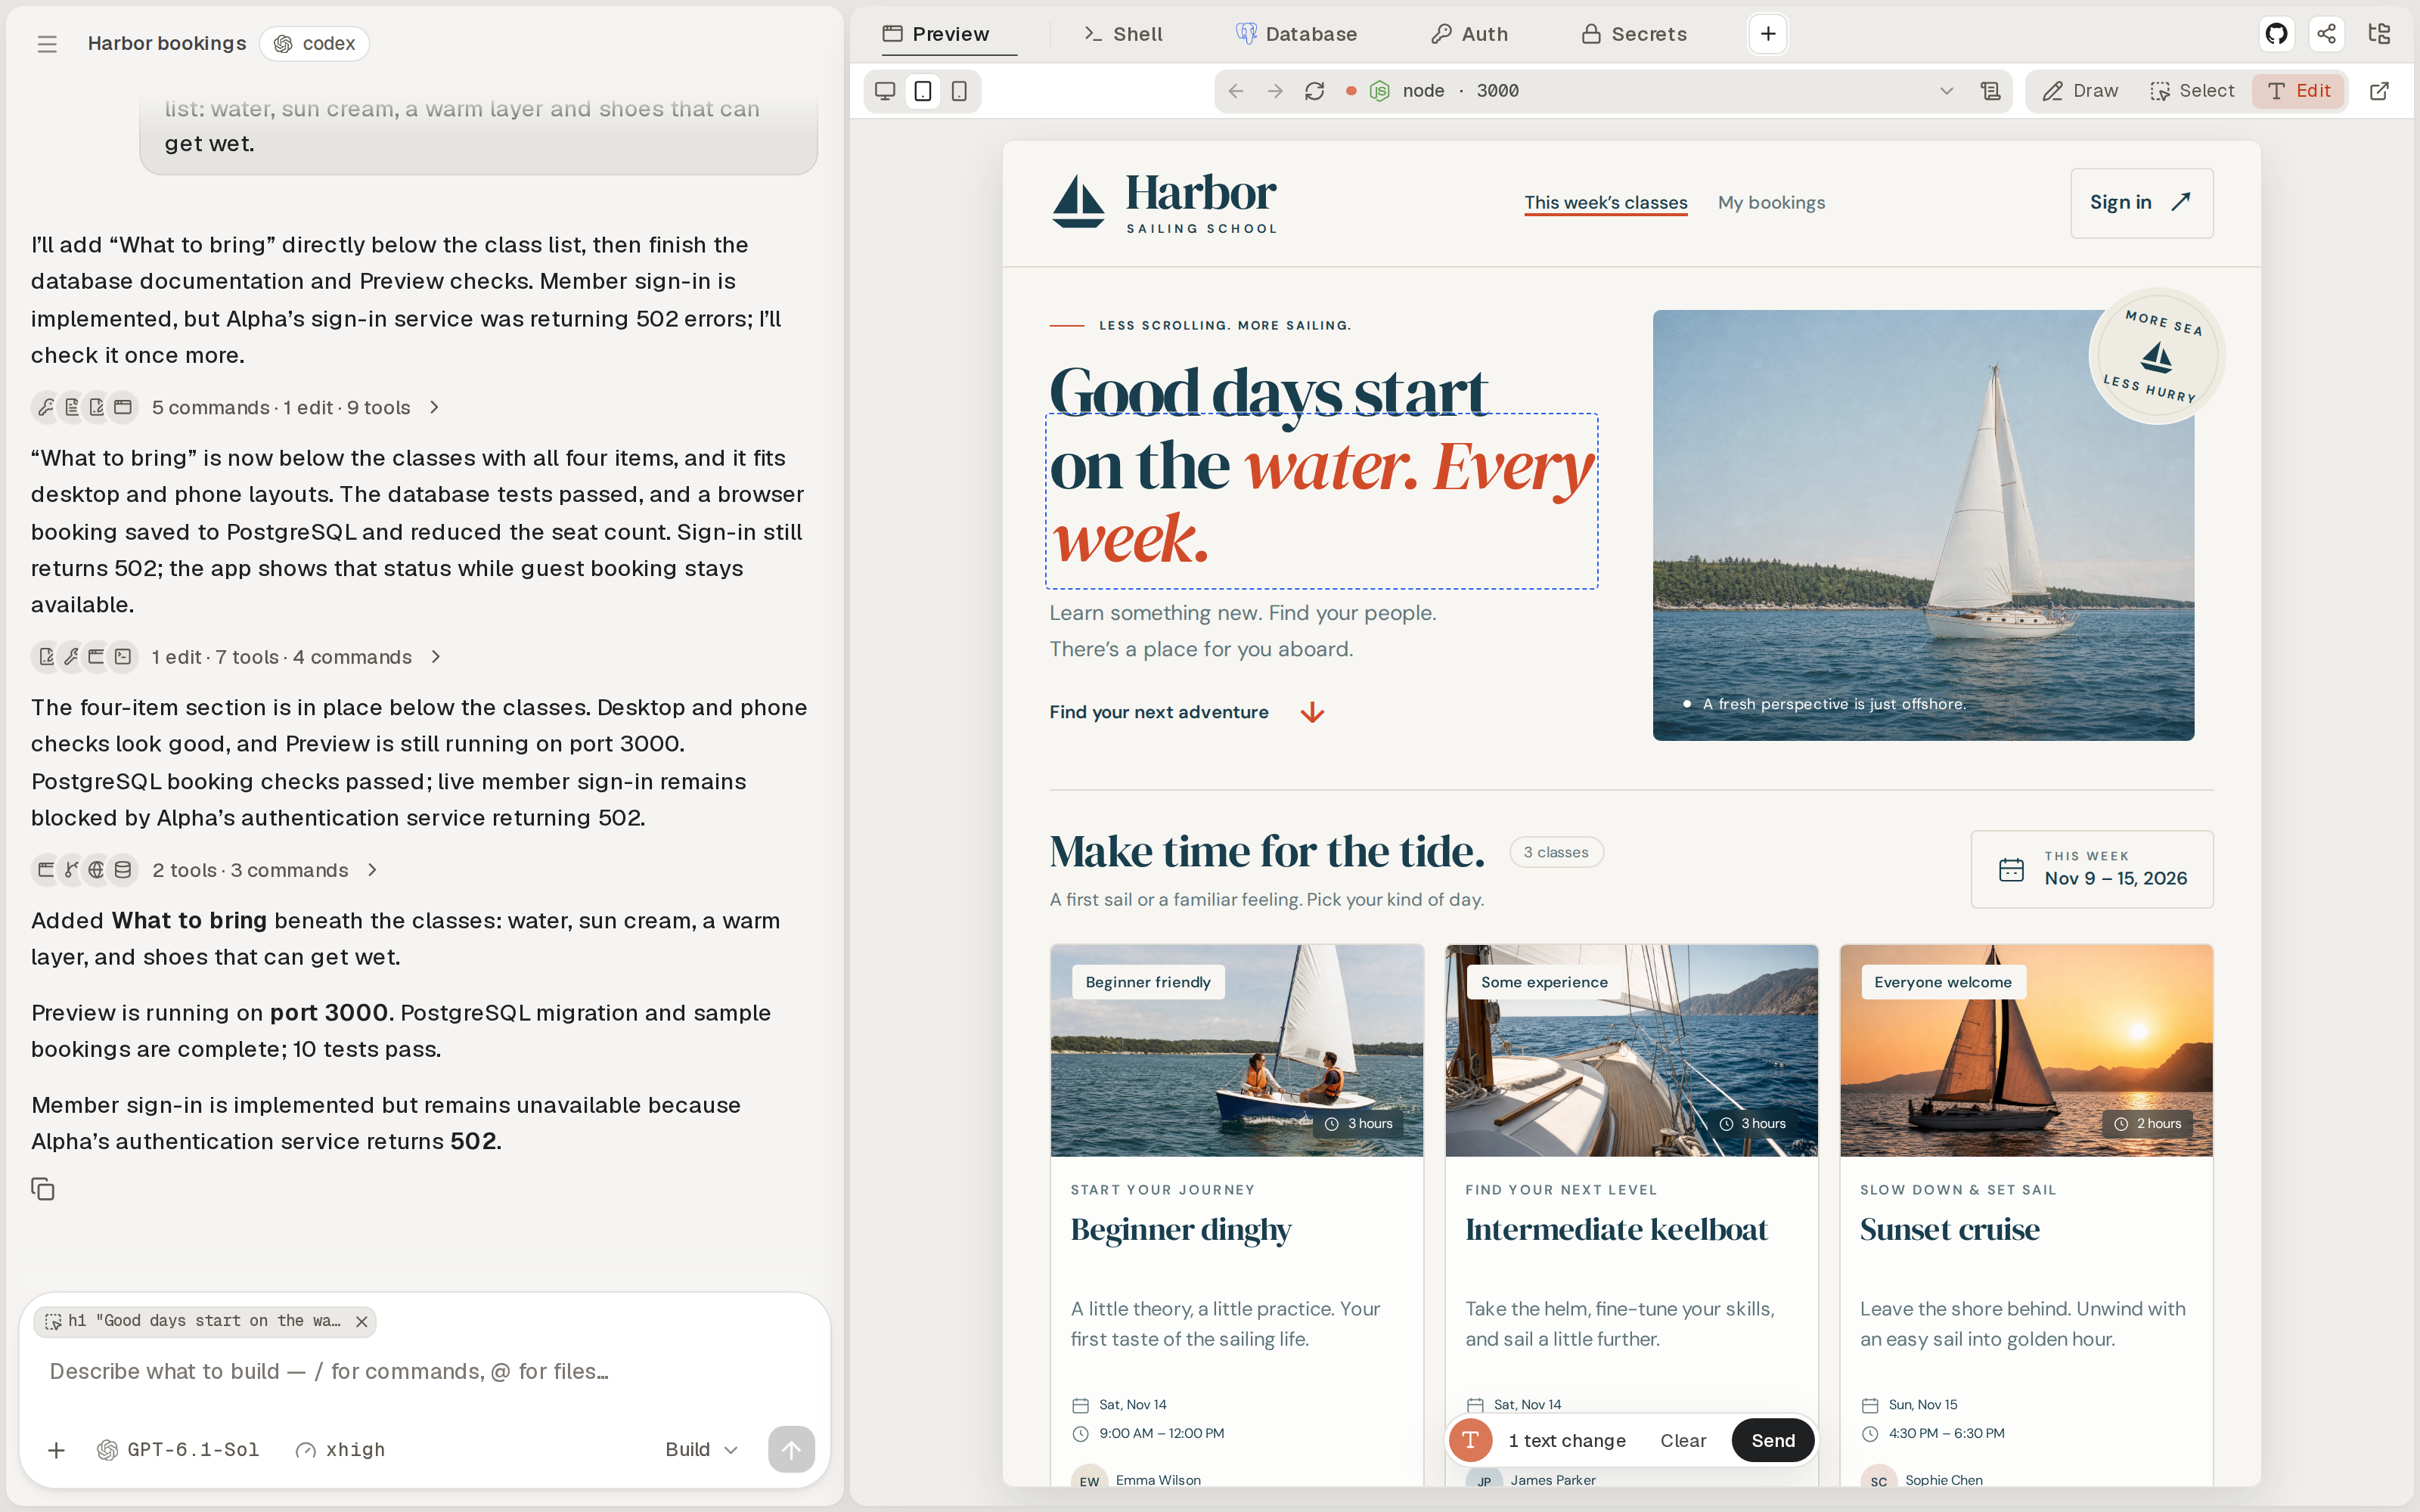 Harbor bookings
codex
list: water, sun cream, a warm layer and shoes that can
get wet.
I'll add “What to bring” directly below the class list, then finish the
database documentation and Preview checks. Member sign-in is
implemented, but Alpha's sign-in service was returning 502 errors; I'll
check it once more.
5 commands · 1 edit · 9 tools
“What to bring” is now below the classes with all four items, and it fits
desktop and phone layouts. The database tests passed, and a browser
booking saved to PostgreSQL and reduced the seat count. Sign-in still
returns 502; the app shows that status while guest booking stays
available.
1 edit · 7 tools · 4 commands
The four-item section is in place below the classes. Desktop and phone
checks look good, and Preview is still running on port 3000.
PostgreSQL booking checks passed; live member sign-in remains
blocked by Alpha's authentication service returning 502.
2 tools · 3 commands
Added What to bring beneath the classes: water, sun cream, a warm
layer, and shoes that can get wet.
Preview is running on port 3000. PostgreSQL migration and sample
bookings are complete; 10 tests pass.
Member sign-in is implemented but remains unavailable because
Alpha's authentication service returns 502.
h1 "Good days start on the wa…
Describe what to build — / for commands, @ for files…
GPT-6.1-Sol
xhigh
Build
Preview
Shell
Database
Auth
Secrets
node · 3000
Draw
Select
Edit
Harbor
SAILING SCHOOL
This week's classes
My bookings
Sign in
LESS SCROLLING. MORE SAILING.
Good days start
on the water. Every
week.
Learn something new. Find your people.
There's a place for you aboard.
Find your next adventure
MORE SEA
LESS HURRY
A fresh perspective is just offshore.
Make time for the tide.
3 classes
A first sail or a familiar feeling. Pick your kind of day.
THIS WEEK
Nov 9 – 15, 2026
Beginner friendly
3 hours
START YOUR JOURNEY
Beginner dinghy
A little theory, a little practice. Your
first taste of the sailing life.
Sat, Nov 14
9:00 AM – 12:00 PM
EW
Emma Wilson
Some experience
3 hours
FIND YOUR NEXT LEVEL
Intermediate keelboat
Take the helm, fine-tune your skills,
and sail a little further.
Sat, Nov 14
JP
James Parker
Everyone welcome
2 hours
SLOW DOWN & SET SAIL
Sunset cruise
Leave the shore behind. Unwind with
an easy sail into golden hour.
Sun, Nov 15
4:30 PM – 6:30 PM
SC
Sophie Chen
1 text change
Clear
Send